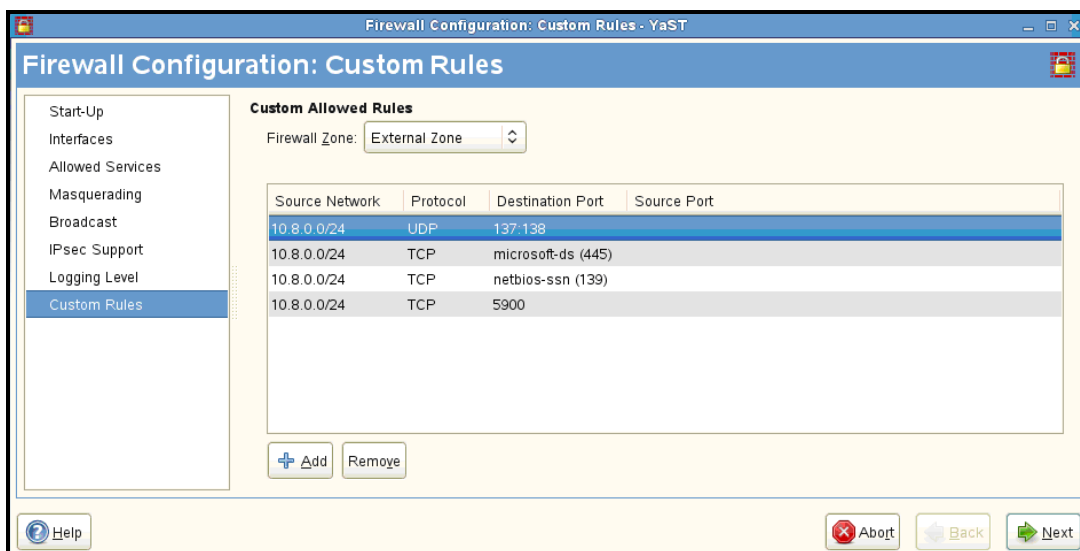 Firewall Configuration: Custom Rules - YaST
Firewall Configuration: Custom Rules
Start-Up
Interfaces
Allowed Services
Masquerading
Broadcast
IPsec Support
Logging Level
Custom Rules
Custom Allowed Rules
Firewall Zone: External Zone
Source Network Protocol Destination Port Source Port
10.8.0.0/24 UDP 137:138
10.8.0.0/24 TCP microsoft-ds (445)
10.8.0.0/24 TCP netbios-ssn (139)
10.8.0.0/24 TCP 5900
Add Remove
Help Abort Back Next